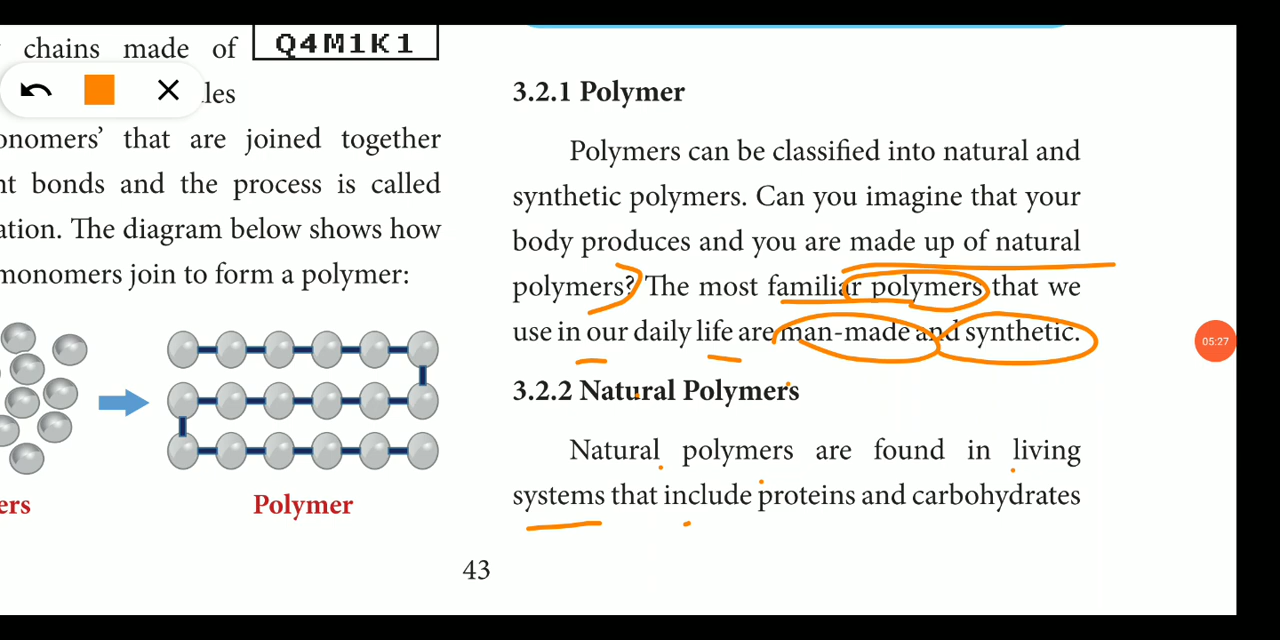 chains made of
Q4M1K1
les
onomers’ that are joined together
nt bonds and the process is called
ation. The diagram below shows how
monomers join to form a polymer:
ers
Polymer
3.2.1 Polymer
Polymers can be classified into natural and
synthetic polymers. Can you imagine that your
body produces and you are made up of natural
polymers? The most familiar polymers that we
use in our daily life are man-made and synthetic.
3.2.2 Natural Polymers
Natural polymers are found in living
systems that include proteins and carbohydrates
43
05:27